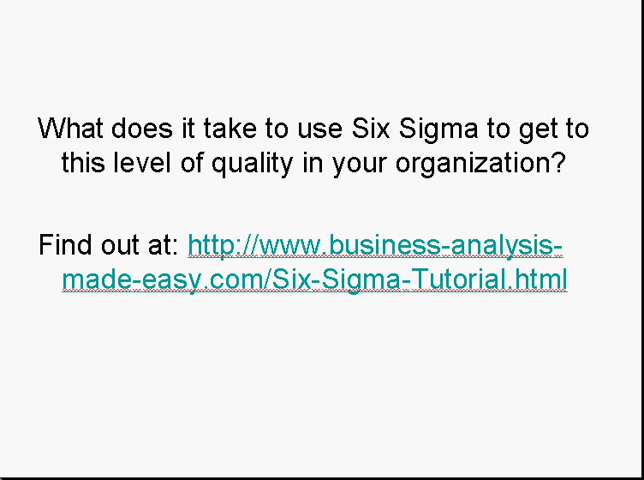 What does it take to use Six Sigma to get to
this level of quality in your organization?
Find out at: http://www.business-analysis-
made-easy.com/Six-Sigma-Tutorial.html